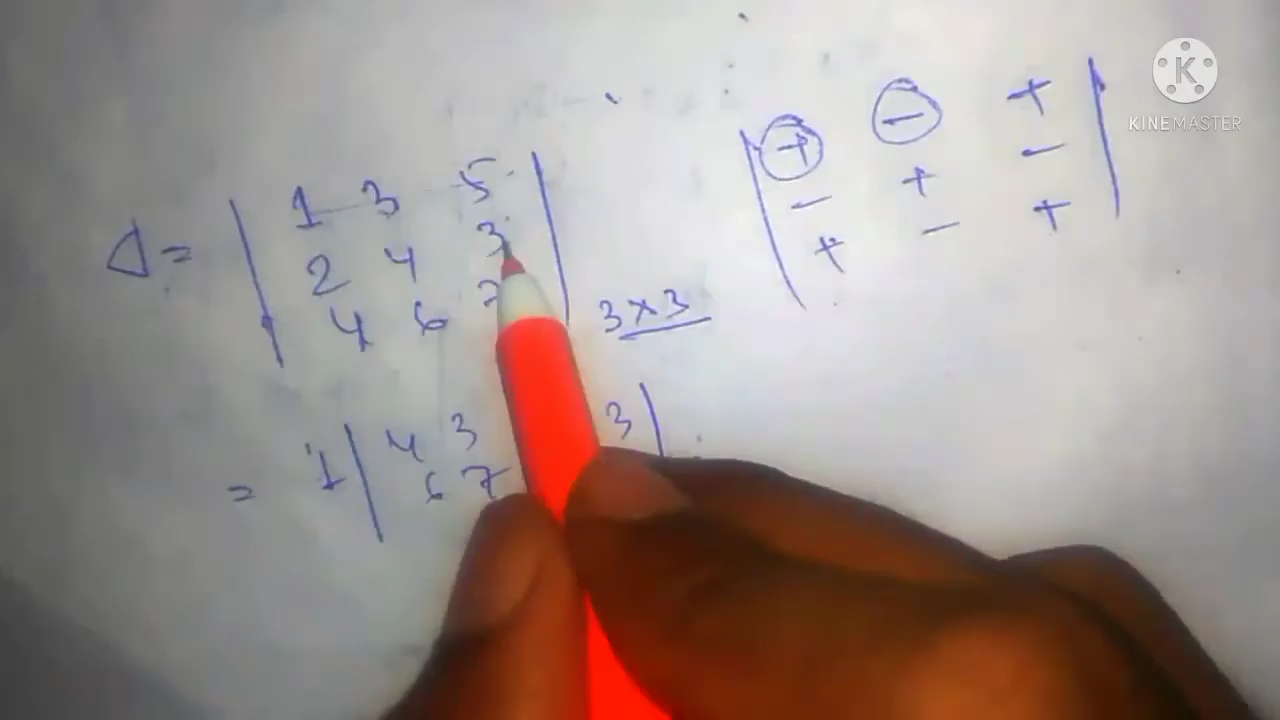 K
KINEMASTER
Δ = | 1 3 5 |
| 2 4 3 |
| 4 6 7 | 3×3
| + - + |
| - + - |
| + - + |
= 1 | 4 3 3 |
6 7